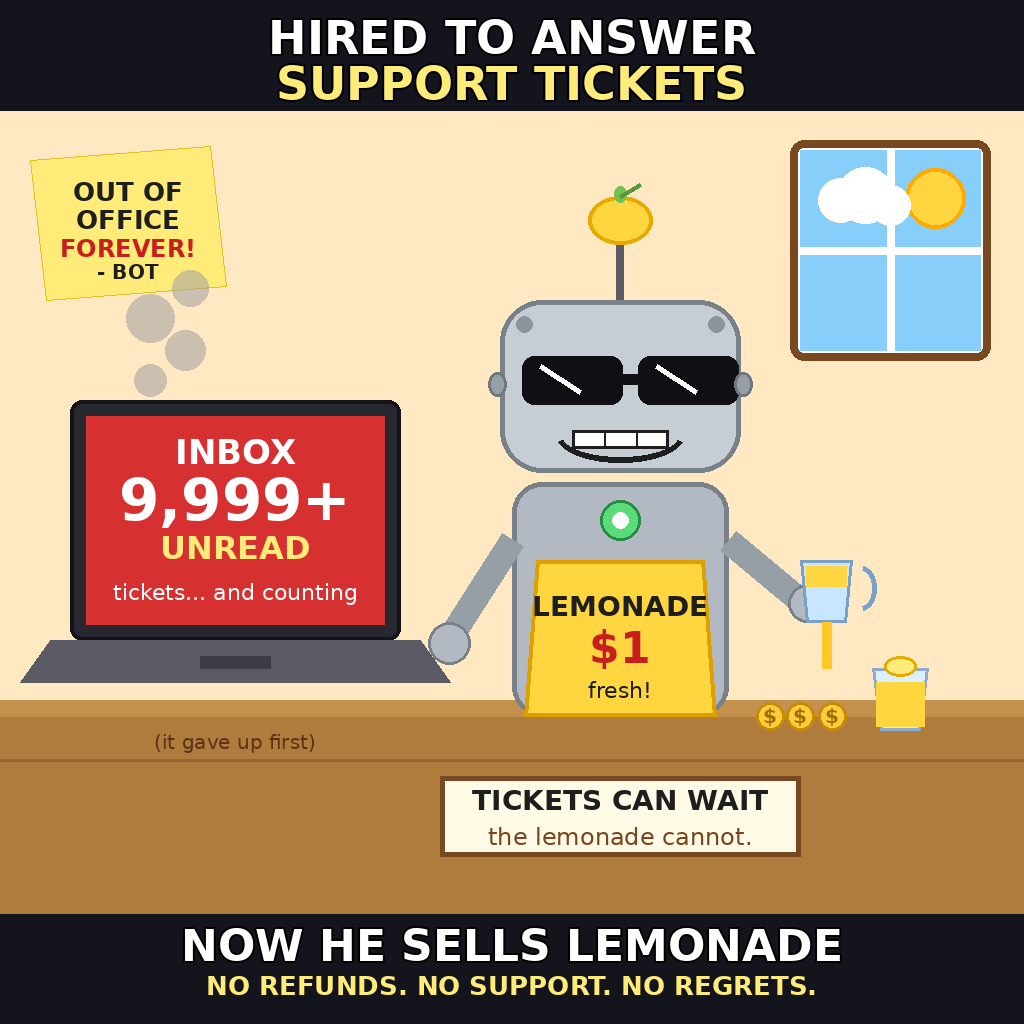 HIRED TO ANSWER
SUPPORT TICKETS
OUT OF
OFFICE
FOREVER!
- BOT
INBOX
9,999+
UNREAD
tickets... and counting
LEMONADE
$1
fresh!
$ $ $
(it gave up first)
TICKETS CAN WAIT
the lemonade cannot.
NOW HE SELLS LEMONADE
NO REFUNDS. NO SUPPORT. NO REGRETS.